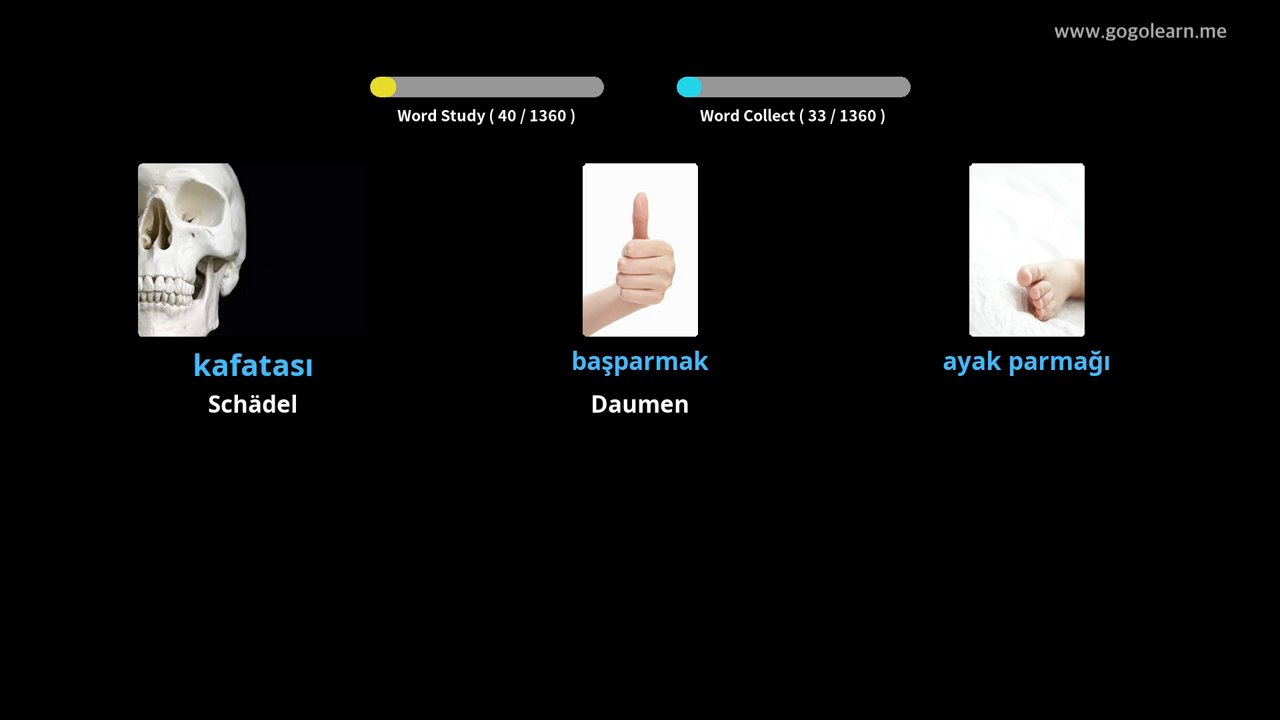 www.gogolearn.me
Word Study ( 40 / 1360 )
Word Collect ( 33 / 1360 )
kafatası
başparmak
ayak parmağı
Schädel
Daumen